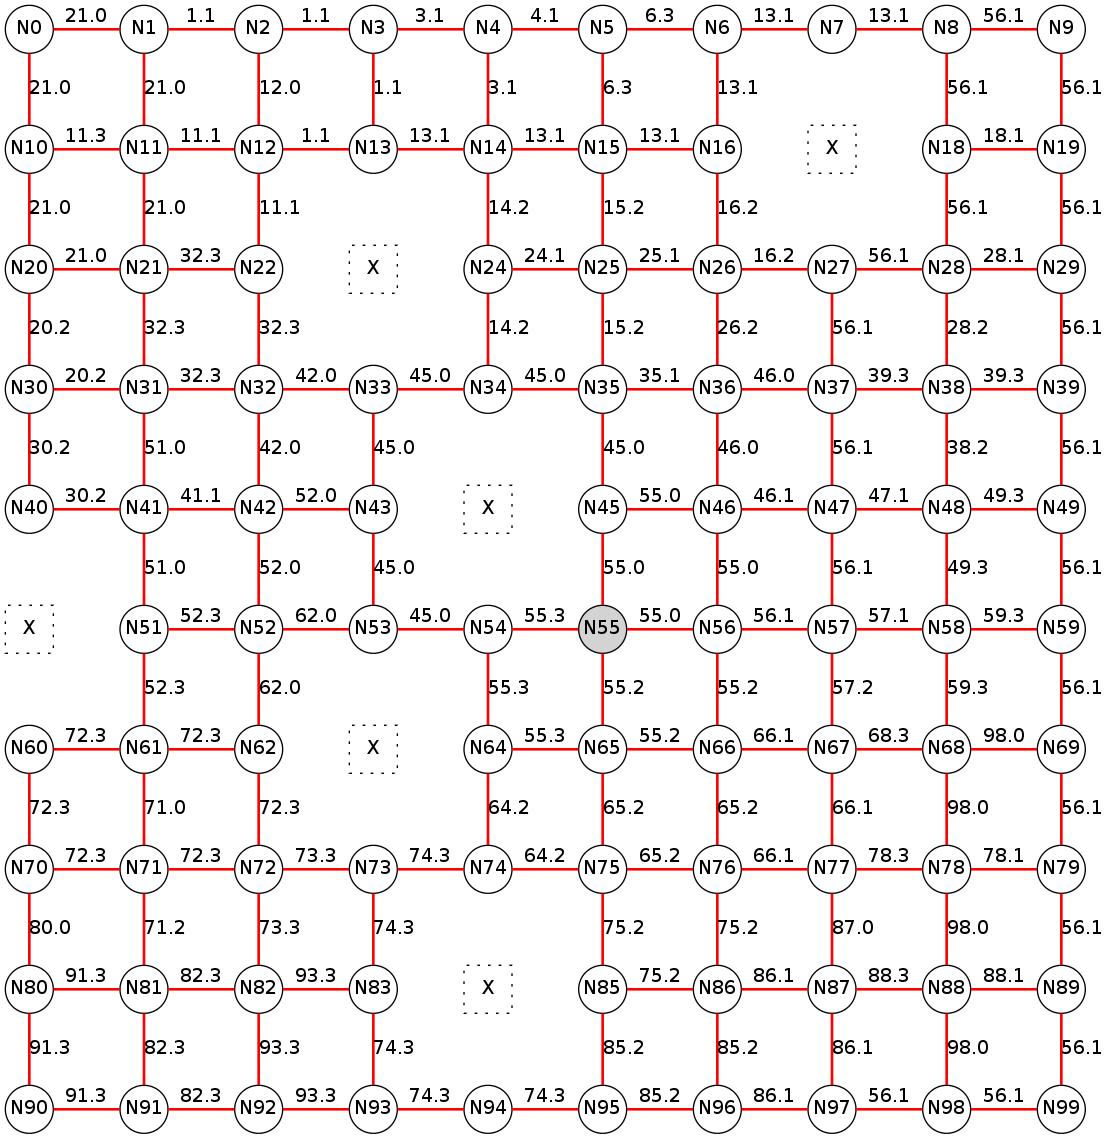 21.0 1.1 1.1 3.1 4.1 6.3 13.1 13.1 56.1
N0 N1 N2 N3 N4 N5 N6 N7 N8 N9
21.0 21.0 12.0 1.1 3.1 6.3 13.1 56.1 56.1
11.3 11.1 1.1 13.1 13.1 13.1 18.1
N10 N11 N12 N13 N14 N15 N16 X N18 N19
21.0 21.0 11.1 14.2 15.2 16.2 56.1 56.1
21.0 32.3 24.1 25.1 16.2 56.1 28.1
N20 N21 N22 X N24 N25 N26 N27 N28 N29
20.2 32.3 32.3 14.2 15.2 26.2 56.1 28.2 56.1
20.2 32.3 42.0 45.0 45.0 35.1 46.0 39.3 39.3
N30 N31 N32 N33 N34 N35 N36 N37 N38 N39
30.2 51.0 42.0 45.0 45.0 46.0 56.1 38.2 56.1
30.2 41.1 52.0 55.0 46.1 47.1 49.3
N40 N41 N42 N43 X N45 N46 N47 N48 N49
51.0 52.0 45.0 55.0 55.0 56.1 49.3 56.1
52.3 62.0 45.0 55.3 55.0 56.1 57.1 59.3
X N51 N52 N53 N54 N55 N56 N57 N58 N59
52.3 62.0 55.3 55.2 55.2 57.2 59.3 56.1
72.3 72.3 55.3 55.2 66.1 68.3 98.0
N60 N61 N62 X N64 N65 N66 N67 N68 N69
72.3 71.0 72.3 64.2 65.2 65.2 66.1 98.0 56.1
72.3 72.3 73.3 74.3 64.2 65.2 66.1 78.3 78.1
N70 N71 N72 N73 N74 N75 N76 N77 N78 N79
80.0 71.2 73.3 74.3 75.2 75.2 87.0 98.0 56.1
91.3 82.3 93.3 75.2 86.1 88.3 88.1
N80 N81 N82 N83 X N85 N86 N87 N88 N89
91.3 82.3 93.3 74.3 85.2 85.2 86.1 98.0 56.1
91.3 82.3 93.3 74.3 74.3 85.2 86.1 56.1 56.1
N90 N91 N92 N93 N94 N95 N96 N97 N98 N99